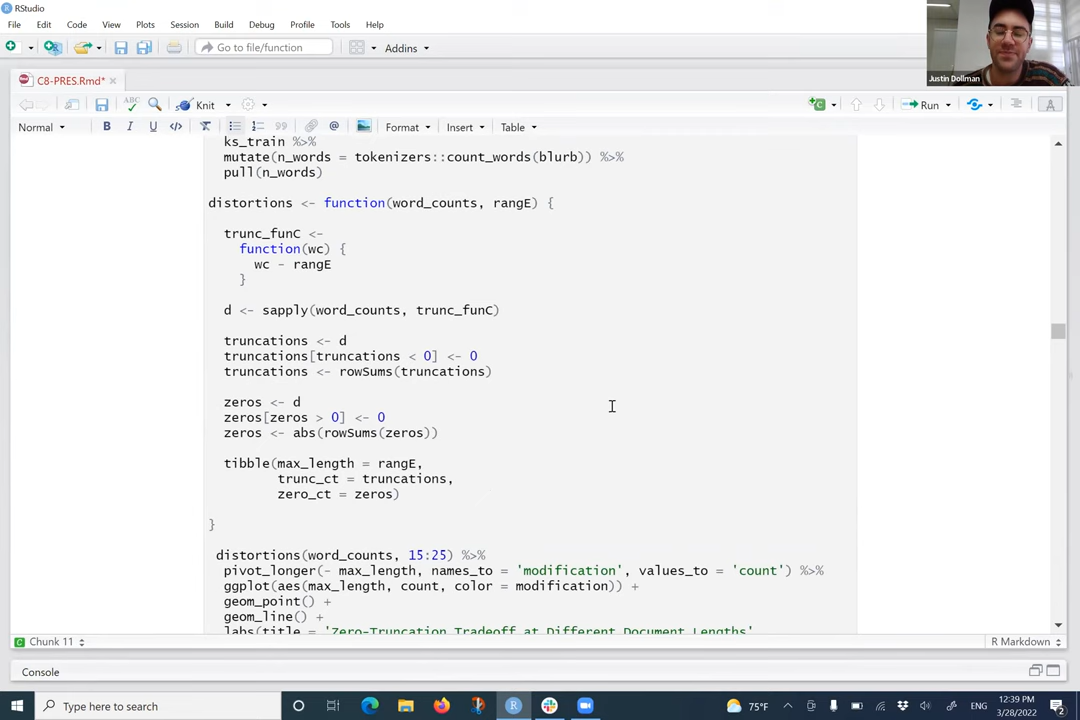 RStudio
File Edit Code View Plots Session Build Debug Profile Tools Help
Go to file/function Addins
Justin Dollman
C8-PRES.Rmd*
ABC Knit Run
Normal B I U Format Insert Table
ks_train %>%
mutate(n_words = tokenizers::count_words(blurb)) %>%
pull(n_words)
distortions <- function(word_counts, rangE) {
trunc_funC <-
function(wc) {
wc - rangE
}
d <- sapply(word_counts, trunc_funC)
truncations <- d
truncations[truncations < 0] <- 0
truncations <- rowSums(truncations)
zeros <- d
zeros[zeros > 0] <- 0
zeros <- abs(rowSums(zeros))
tibble(max_length = rangE,
trunc_ct = truncations,
zero_ct = zeros)
}
distortions(word_counts, 15:25) %>%
pivot_longer(- max_length, names_to = 'modification', values_to = 'count') %>%
ggplot(aes(max_length, count, color = modification)) +
geom_point() +
geom_line() +
labs(title = 'Zero-Truncation Tradeoff at Different Document Lengths'
Chunk 11 R Markdown
Console
Type here to search 75°F ENG 12:39 PM
3/28/2022 2